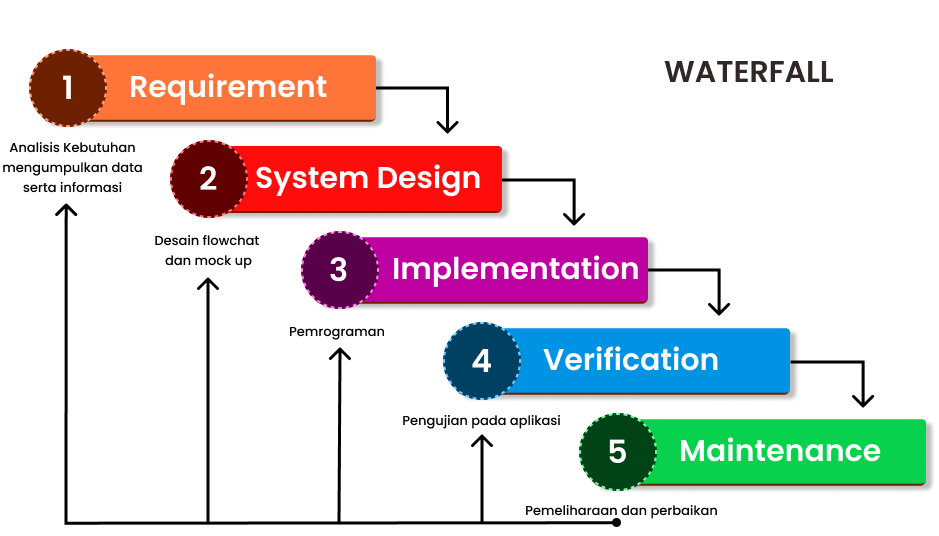 WATERFALL
1
Requirement
Analisis Kebutuhan
mengumpulkan data
serta informasi
2
System Design
Desain flowchat
dan mock up
3
Implementation
Pemrograman
4
Verification
Pengujian pada aplikasi
5
Maintenance
Pemeliharaan dan perbaikan